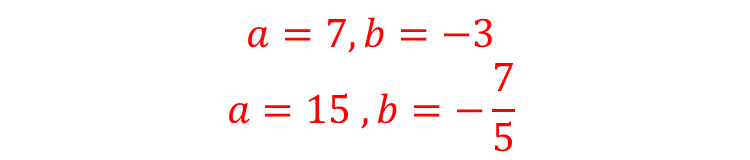 a = 7, b = −3
a = 15 , b = −7/5